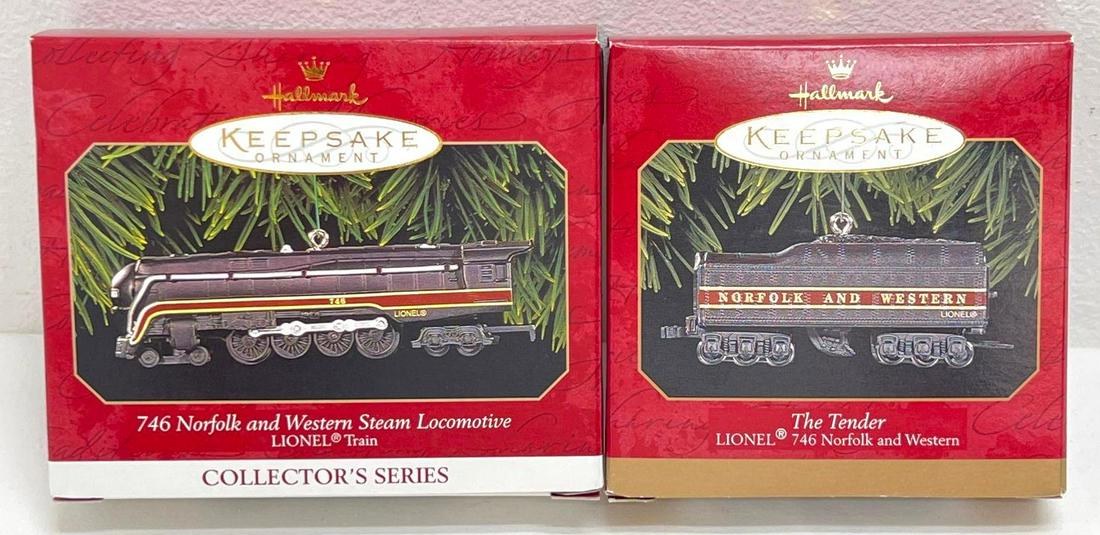 Hallmark
KEEPSAKE
ORNAMENT
746
LIONEL®
746 Norfolk and Western Steam Locomotive
LIONEL® Train
COLLECTOR'S SERIES
Hallmark
KEEPSAKE
ORNAMENT
NORFOLK AND WESTERN
LIONEL®
The Tender
LIONEL® 746 Norfolk and Western